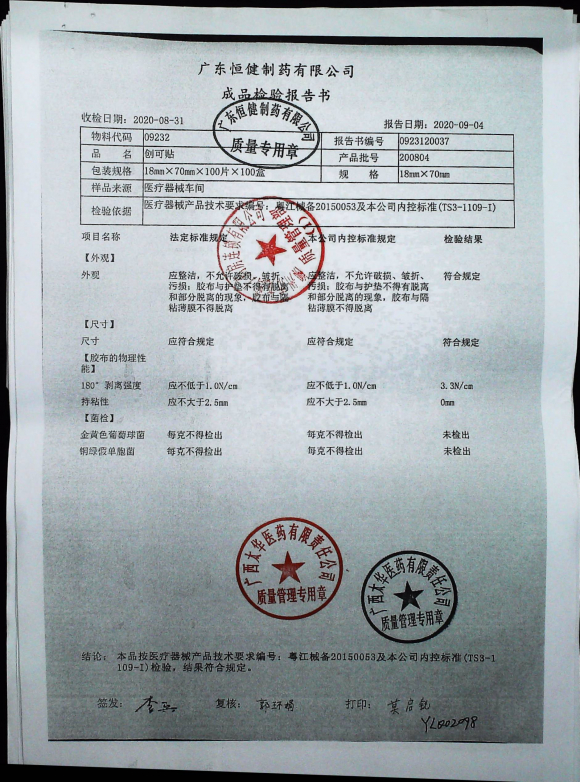 广东恒健制药有限公司
成品检验报告书
收检日期：2020-08-31 报告日期：2020-09-04
物料代码 09232 报告书编号 0923120037
品 名 创可贴 产品批号 200804
包装规格 18mm×70mm×100片×100盒 规 格 18mm×70mm
样品来源 医疗器械车间
检验依据 医疗器械产品技术要求编号：粤江械备20150053及本公司内控标准(TS3-1109-I)
广东恒健制药有限公司
质量专用章
项目名称 法定标准规定 本公司内控标准规定 检验结果
【外观】
外观 应整洁，不允许破损、皱折、 应整洁，不允许破损、皱折、 符合规定
污损；胶布与护垫不得有脱离 污损；胶布与护垫不得有脱离
和部分脱离的现象，胶布与隔 和部分脱离的现象，胶布与隔
粘薄膜不得脱离 粘薄膜不得脱离
【尺寸】
尺寸 应符合规定 应符合规定 符合规定
【胶布的物理性
能】
180°剥离强度 应不低于1.0N/cm 应不低于1.0N/cm 3.3N/cm
持粘性 应不大于2.5mm 应不大于2.5mm 0mm
【菌检】
金黄色葡萄球菌 每克不得检出 每克不得检出 未检出
铜绿假单胞菌 每克不得检出 每克不得检出 未检出
广西太华医药有限责任公司
质量管理专用章
广西太华医药有限责任公司
质量管理专用章
结论： 本品按医疗器械产品技术要求编号：粤江械备20150053及本公司内控标准(TS3-1
109-I)检验，结果符合规定。
签发： 复核： 打印：
YL002098